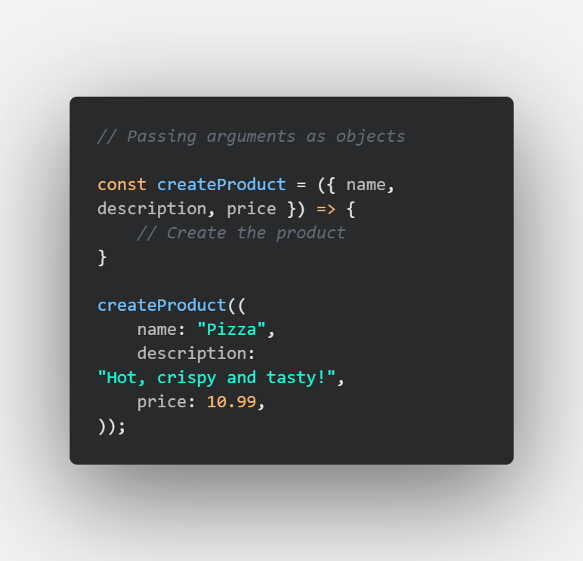 // Passing arguments as objects
const createProduct = ({ name,
description, price }) => {
// Create the product
}
createProduct((
name: "Pizza",
description:
"Hot, crispy and tasty!",
price: 10.99,
));